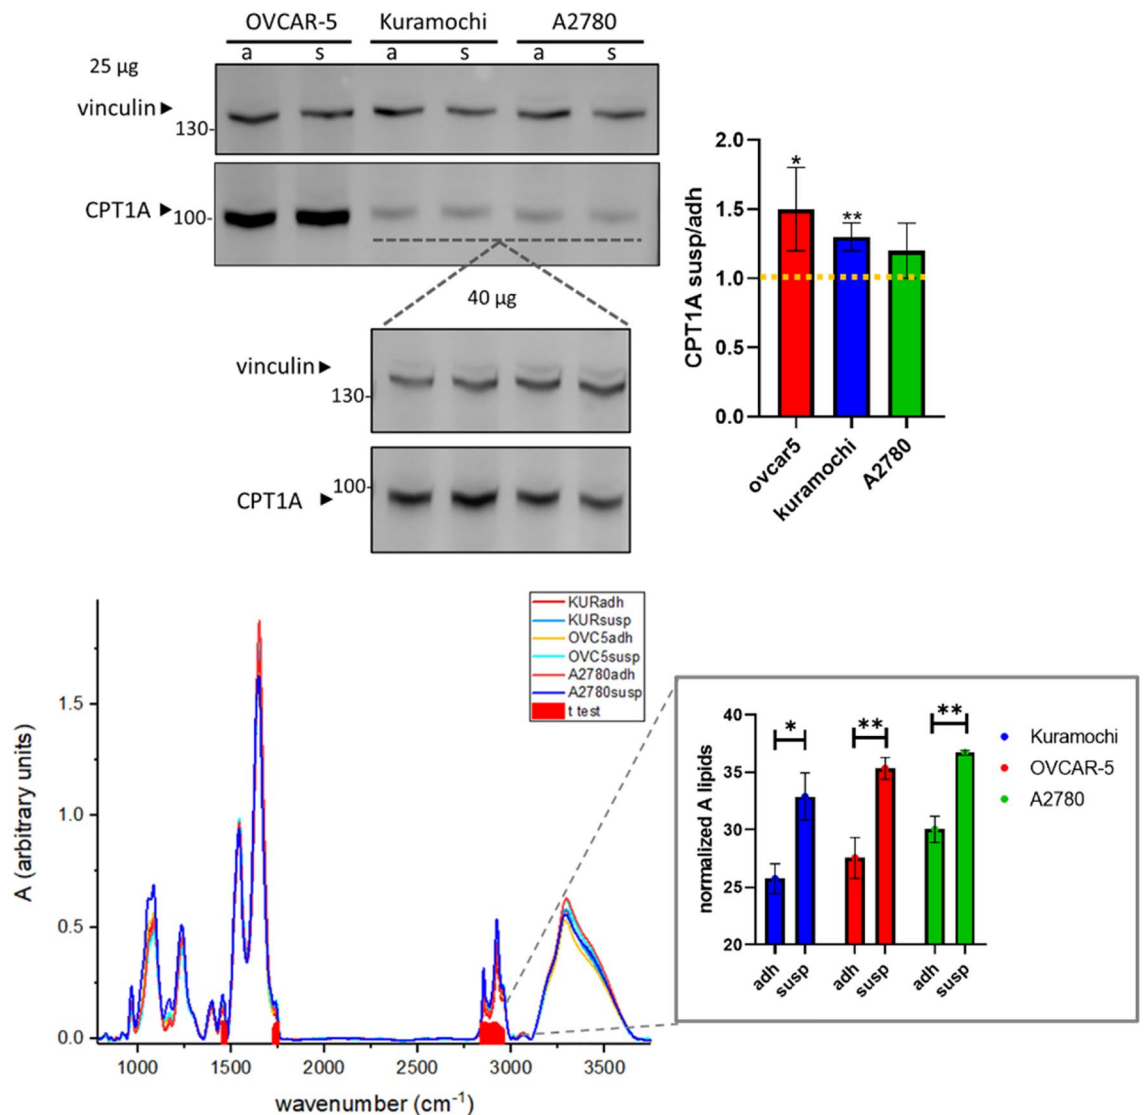 OVCAR-5 Kuramochi A2780
a s a s a s
25 µg
vinculin
130-
CPT1A
100-
40 µg
vinculin
130-
CPT1A
100-
2.0
1.5
1.0
0.5
0.0
CPT1A susp/adh
*
**
ovcar5
kuramochi
A2780
A (arbitrary units)
1.5
1.0
0.5
0.0
1000 1500 2000 2500 3000 3500
wavenumber (cm⁻¹)
KURadh
KURsusp
OVC5adh
OVC5susp
A2780adh
A2780susp
t test
normalized A lipids
40
35
30
25
20
* ** **
adh susp adh susp adh susp
Kuramochi
OVCAR-5
A2780